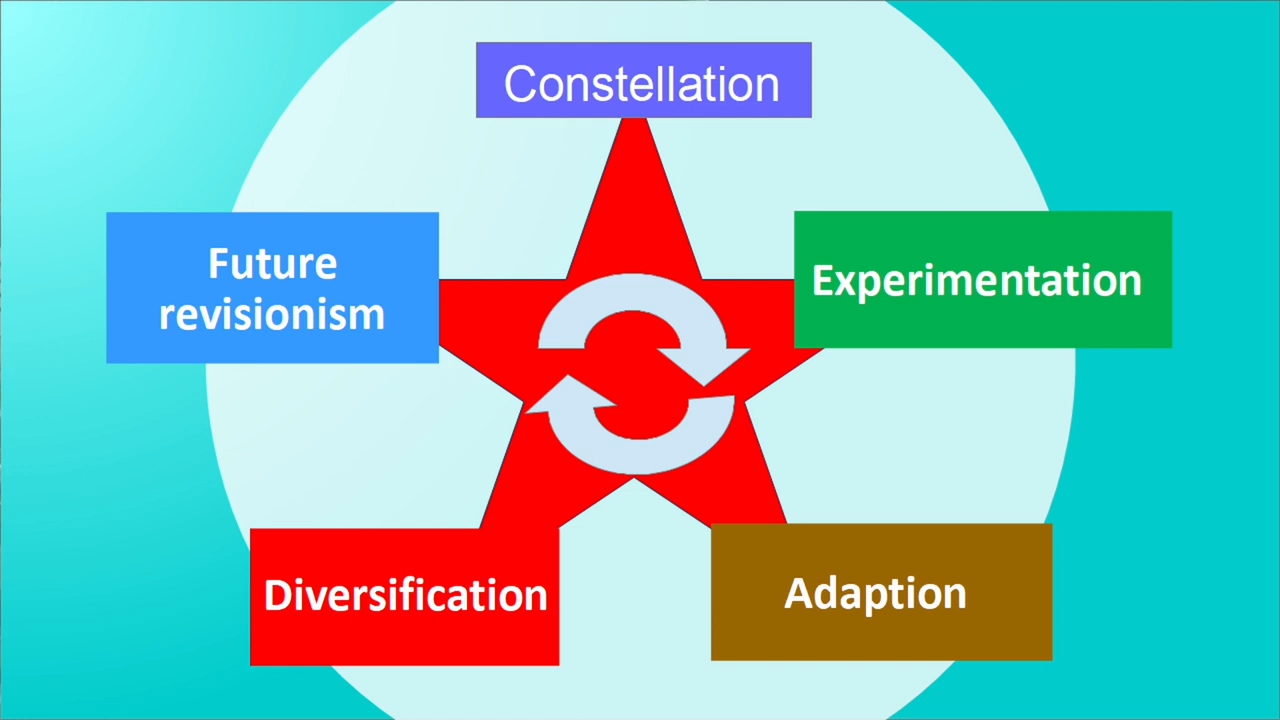 Constellation
Future
revisionism
Experimentation
Diversification
Adaption